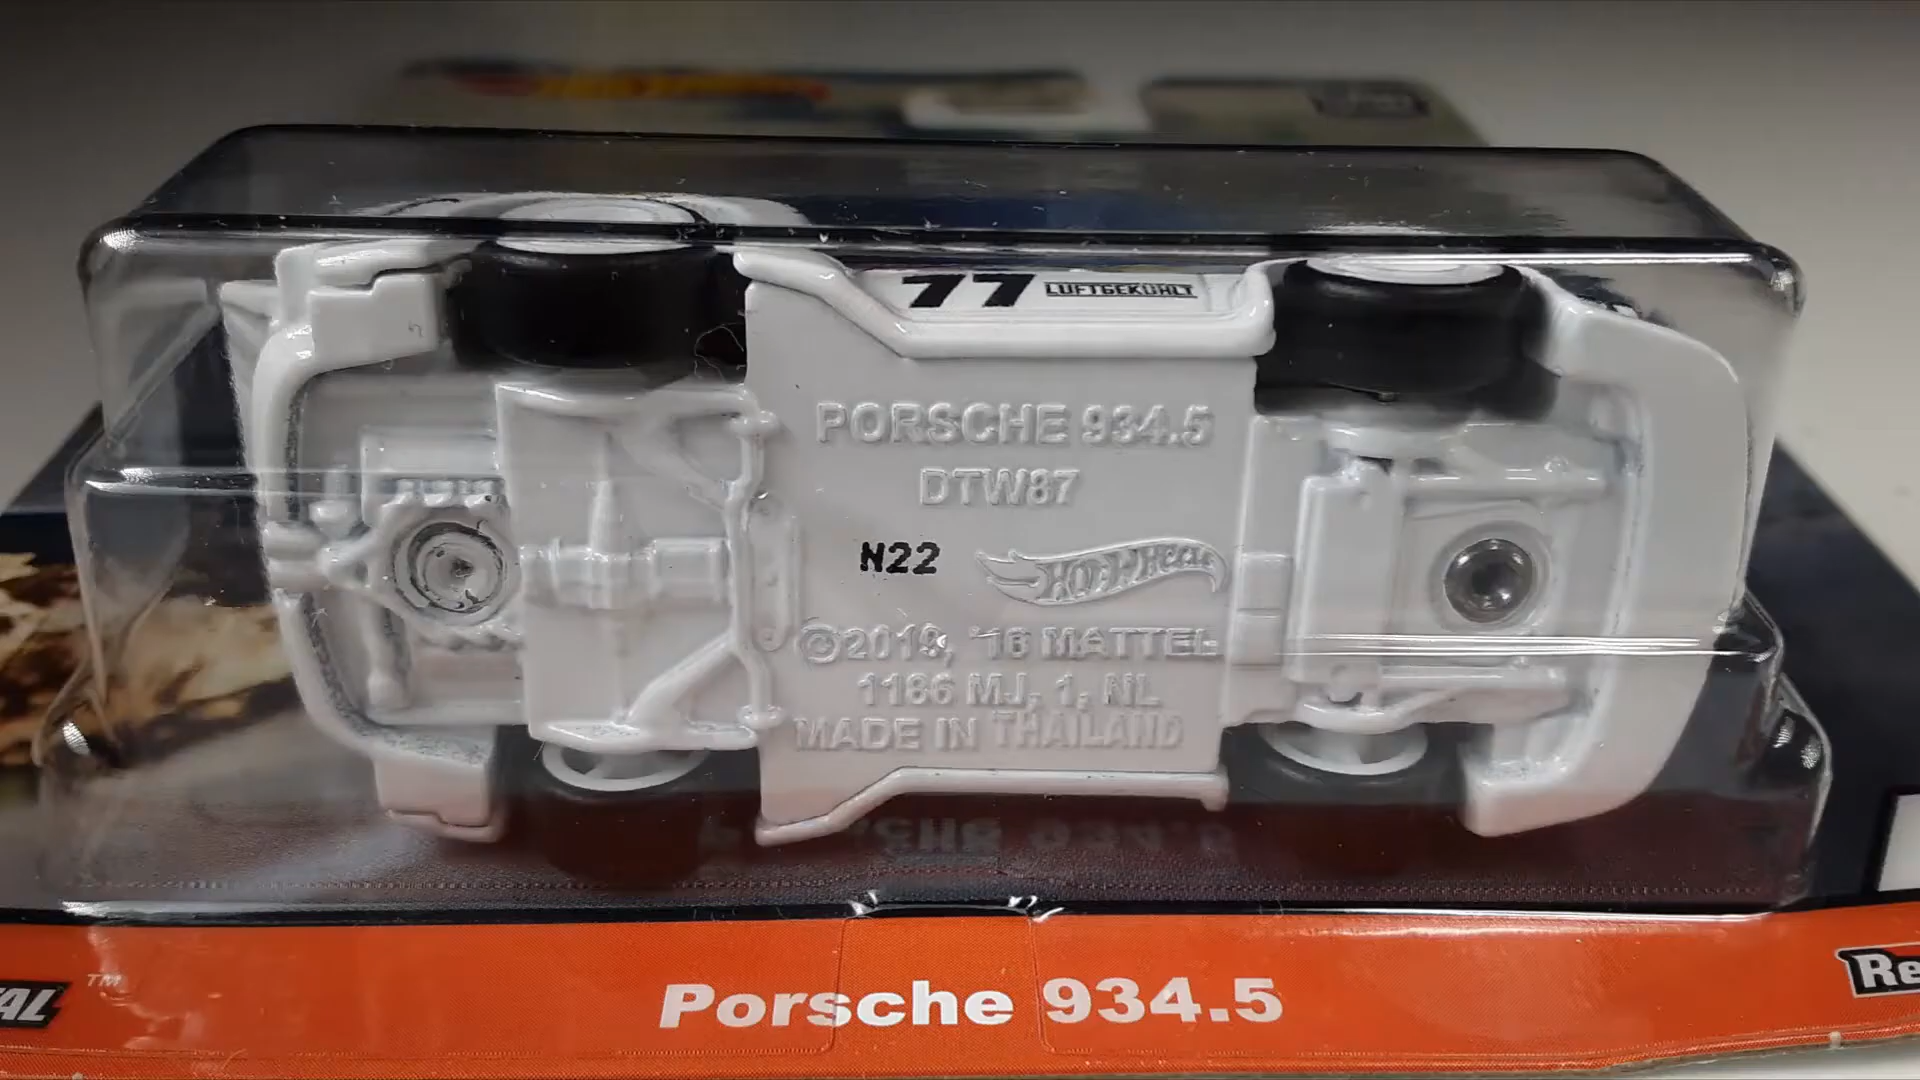 77 LUFTGEKÜHLT
PORSCHE 934.5
DTW87
N22 Hot Wheels
©2019, '16 MATTEL
1186 MJ, 1, NL
MADE IN THAILAND
TM
Porsche 934.5